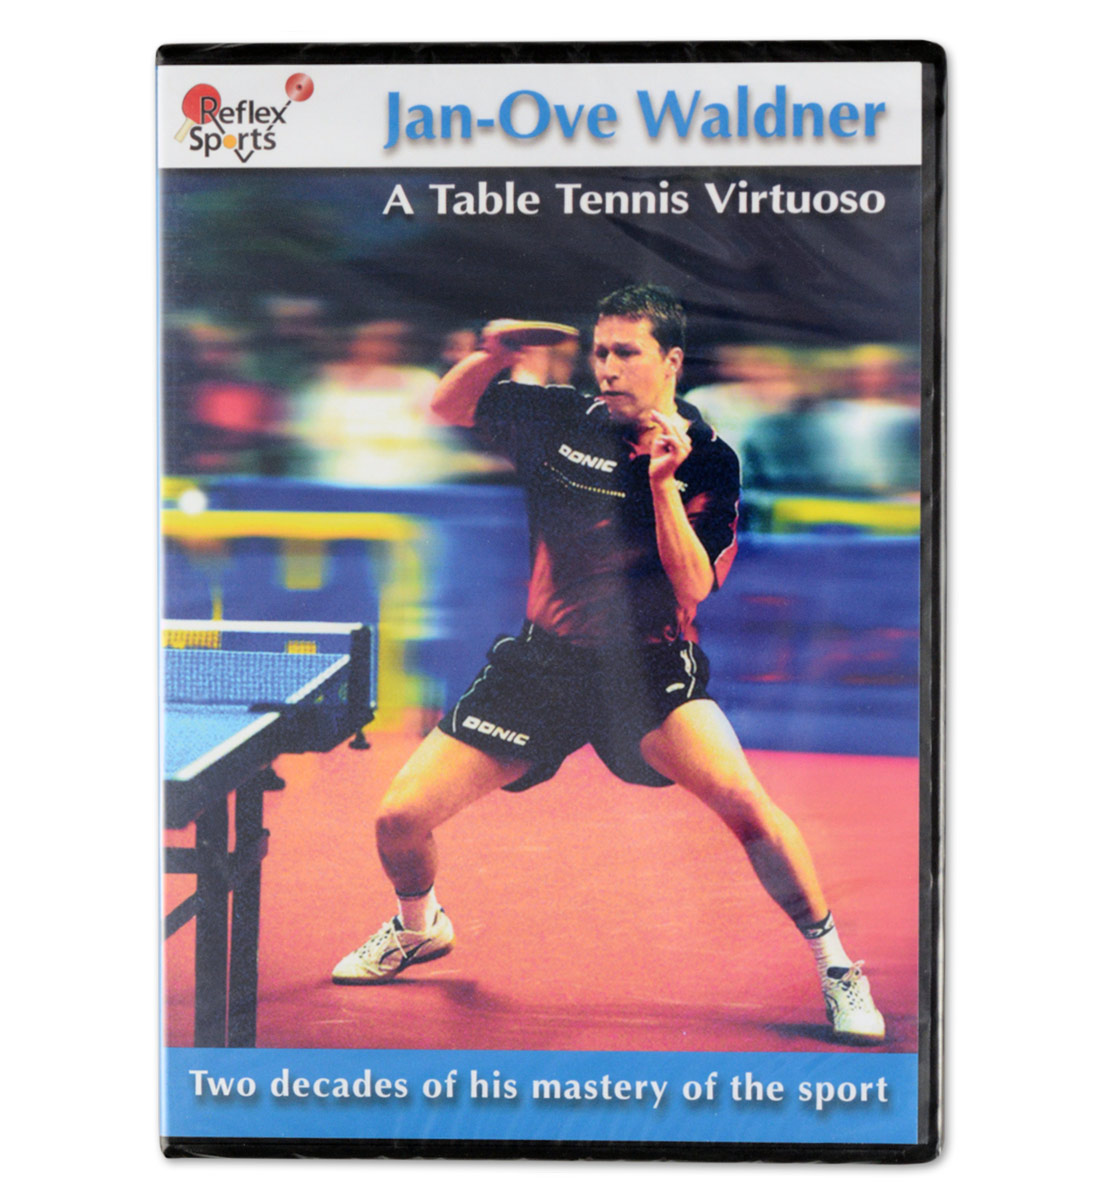 Reflex
Sports
Jan-Ove Waldner
A Table Tennis Virtuoso
DONIC
DONIC
Two decades of his mastery of the sport